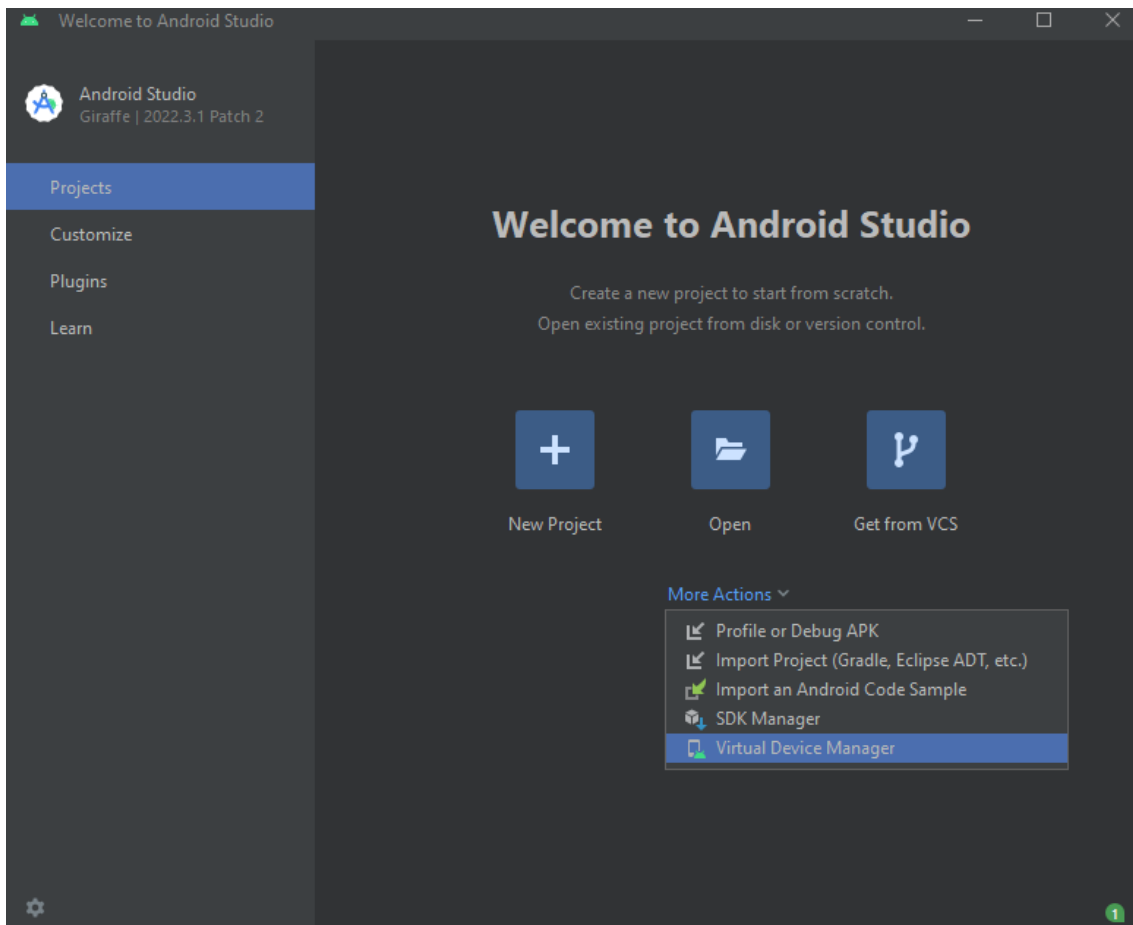 Welcome to Android Studio
Android Studio
Giraffe | 2022.3.1 Patch 2
Projects
Customize
Plugins
Learn
Welcome to Android Studio
Create a new project to start from scratch.
Open existing project from disk or version control.
New Project
Open
Get from VCS
More Actions
Profile or Debug APK
Import Project (Gradle, Eclipse ADT, etc.)
Import an Android Code Sample
SDK Manager
Virtual Device Manager
1